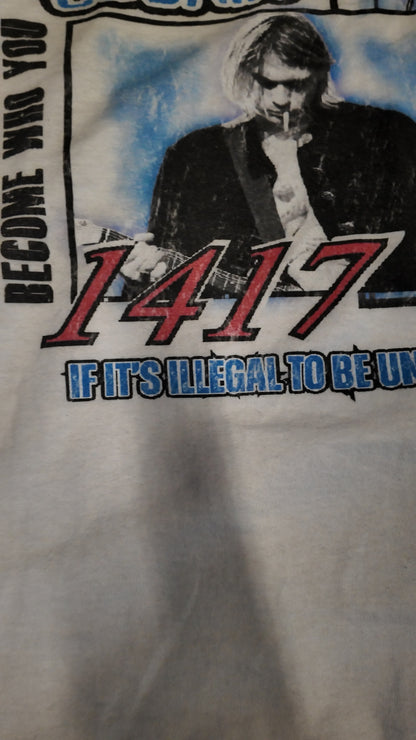 BECOME WHO YOU
1417
IF IT'S ILLEGAL TO BE UN